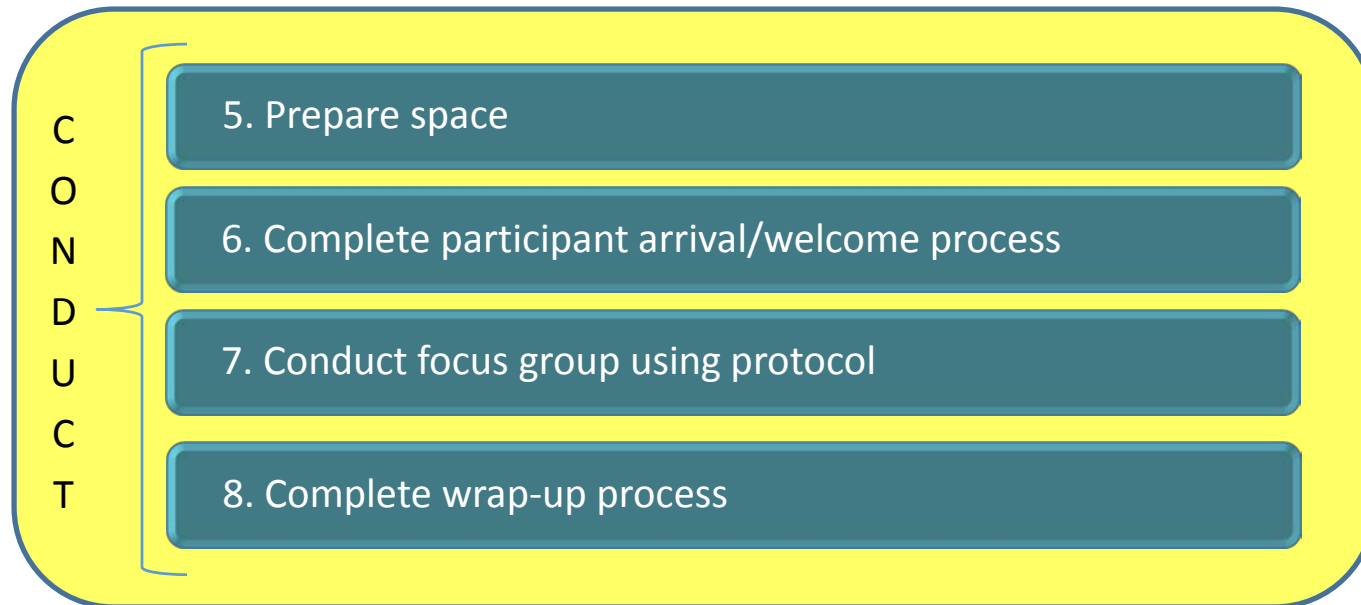 CONDUCT
5. Prepare space
6. Complete participant arrival/welcome process
7. Conduct focus group using protocol
8. Complete wrap-up process